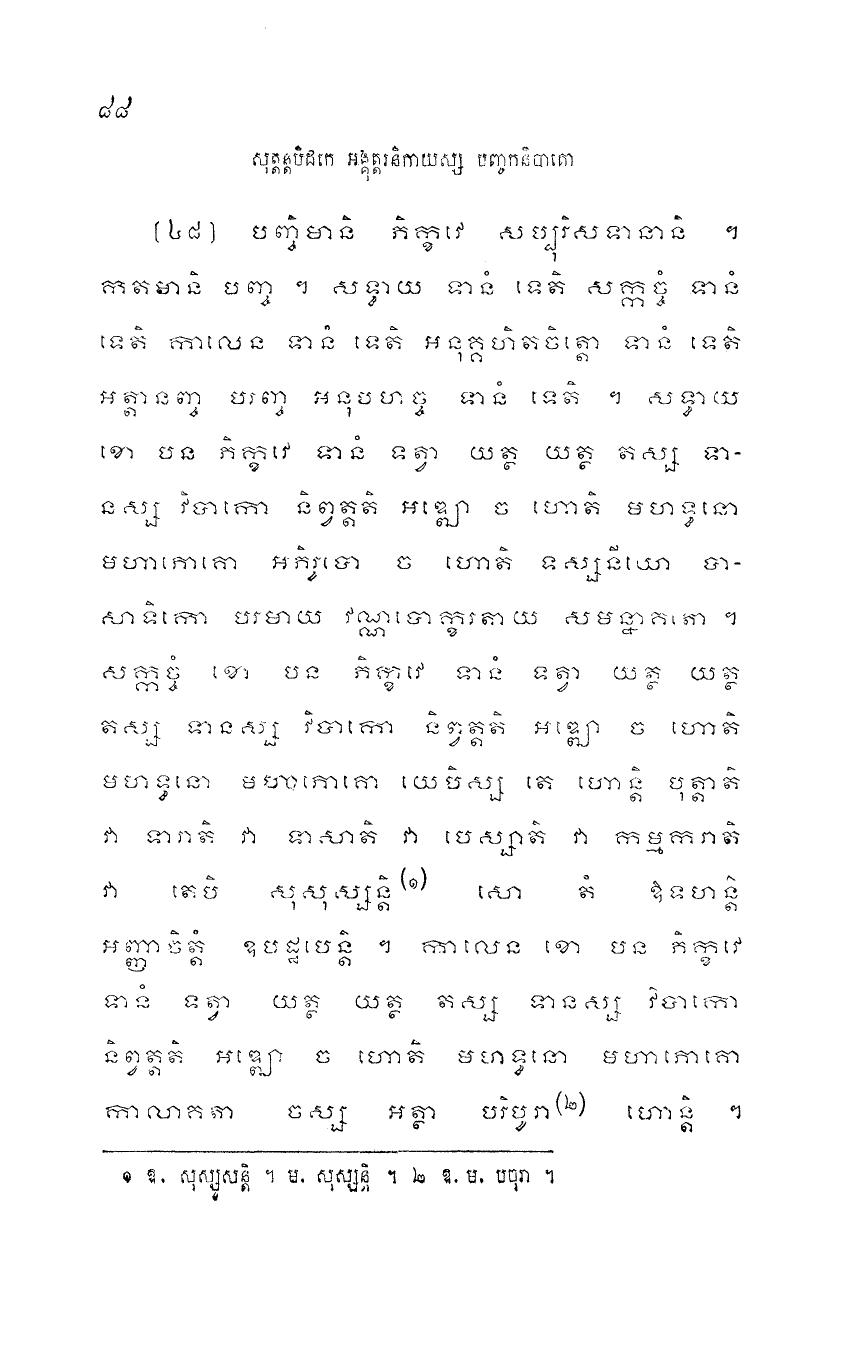 ៨៨
សុត្តន្តបិដកេ អង្គុត្តរនិកាយស្ស បញ្ចកនិបាតោ
[៤៨] បញ្ចិមានិ ភិក្ខវេ សប្បុរិសទានានិ ។
កតមានិ បញ្ច ។ សទ្ធាយ ទានំ ទេតិ សក្កច្ចំ ទានំ
ទេតិ កាលេន ទានំ ទេតិ អនុគ្គហិតចិត្តោ ទានំ ទេតិ
អត្តានញ្ច បរញ្ច អនុបហច្ច ទានំ ទេតិ ។ សទ្ធាយ
ខោ បន ភិក្ខវេ ទានំ ទត្វា យត្ថ យត្ថ តស្ស ទា-
នស្ស វិបាកោ និព្វត្តតិ អឌ្ឍោ ច ហោតិ មហទ្ធនោ
មហាភោគោ អភិរូបោ ច ហោតិ ទស្សនីយោ បា-
សាទិកោ បរមាយ វណ្ណបោក្ខរតាយ សមន្នាគតោ ។
សក្កច្ចំ ខោ បន ភិក្ខវេ ទានំ ទត្វា យត្ថ យត្ថ
តស្ស ទានស្ស វិបាកោ និព្វត្តតិ អឌ្ឍោ ច ហោតិ
មហទ្ធនោ មហាភោគោ យេបិស្ស តេ ហោន្តិ បុត្តាតិ
វា ទារាតិ វា ទាសាតិ វា បេស្សាតិ វា កម្មករាតិ
វា តេបិ សុសុស្សន្តិ(១) សោ តំ ឱទហន្តិ
អញ្ញាចិត្តំ ឧបដ្ឋបេន្តិ ។ កាលេន ខោ បន ភិក្ខវេ
ទានំ ទត្វា យត្ថ យត្ថ តស្ស ទានស្ស វិបាកោ
និព្វត្តតិ អឌ្ឍោ ច ហោតិ មហទ្ធនោ មហាភោគោ
កាលាគតា ចស្ស អត្ថា បរិបូរា(២) ហោន្តិ ។
១ ឱ. សុស្សូសន្តិ ។ ម. សុស្សន្តិ ។ ២ ឱ. ម. បចុរា ។